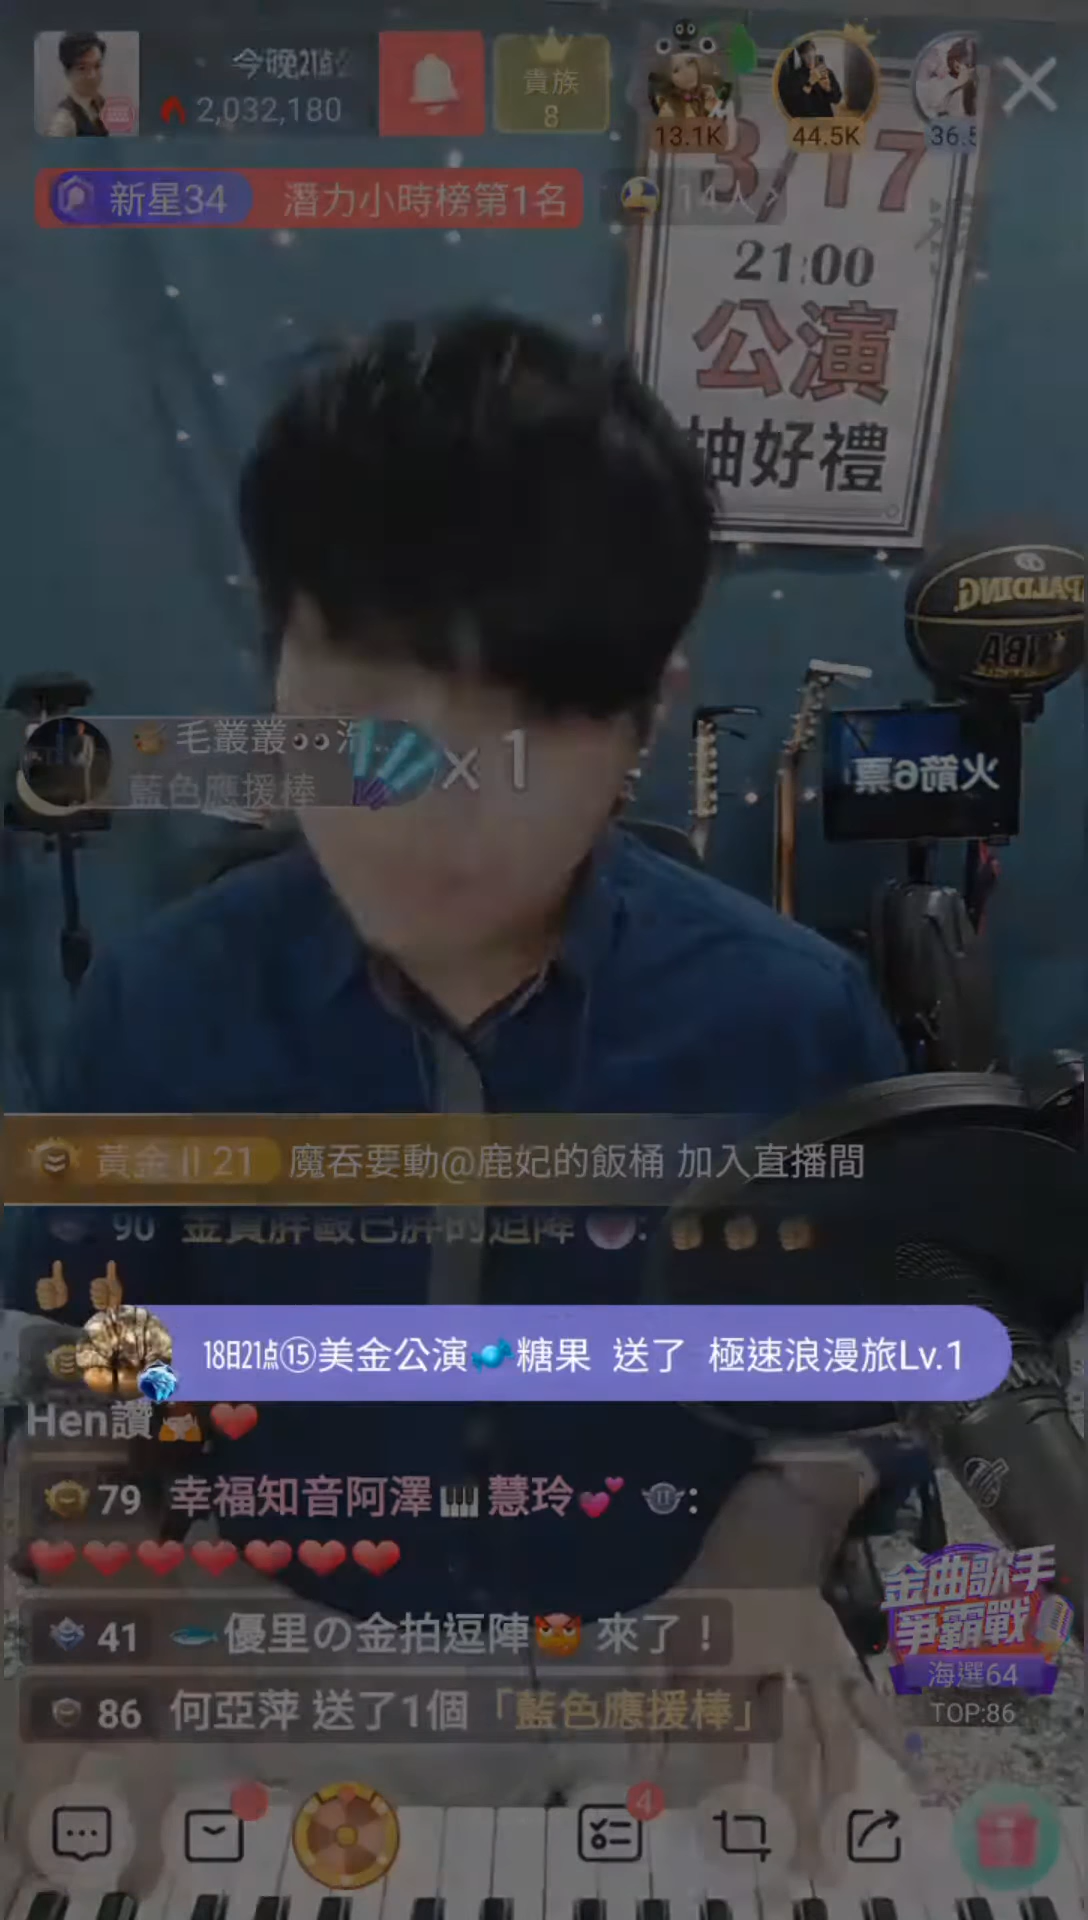 今晚21点公
2,032,180
貴族
8
13.1K
44.5K
36.5
新星34 潛力小時榜第1名
14人 >
3/17
21:00
公演
抽好禮
SPALDING
NBA
火箭6票
毛叢叢👀
藍色應援棒
x 1
黃金 II 21 魔吞要動@鹿妃的飯桶 加入直播間
90
18日21点⑮美金公演🍬糖果 送了 極速浪漫旅Lv.1
Hen讚
79 幸福知音阿澤🎹慧玲💕:
❤❤❤❤❤❤❤
41 優里の金拍逗陣 來了！
86 何亞萍 送了1個「藍色應援棒」
金曲歌手
爭霸戰
海選64
TOP:86
4